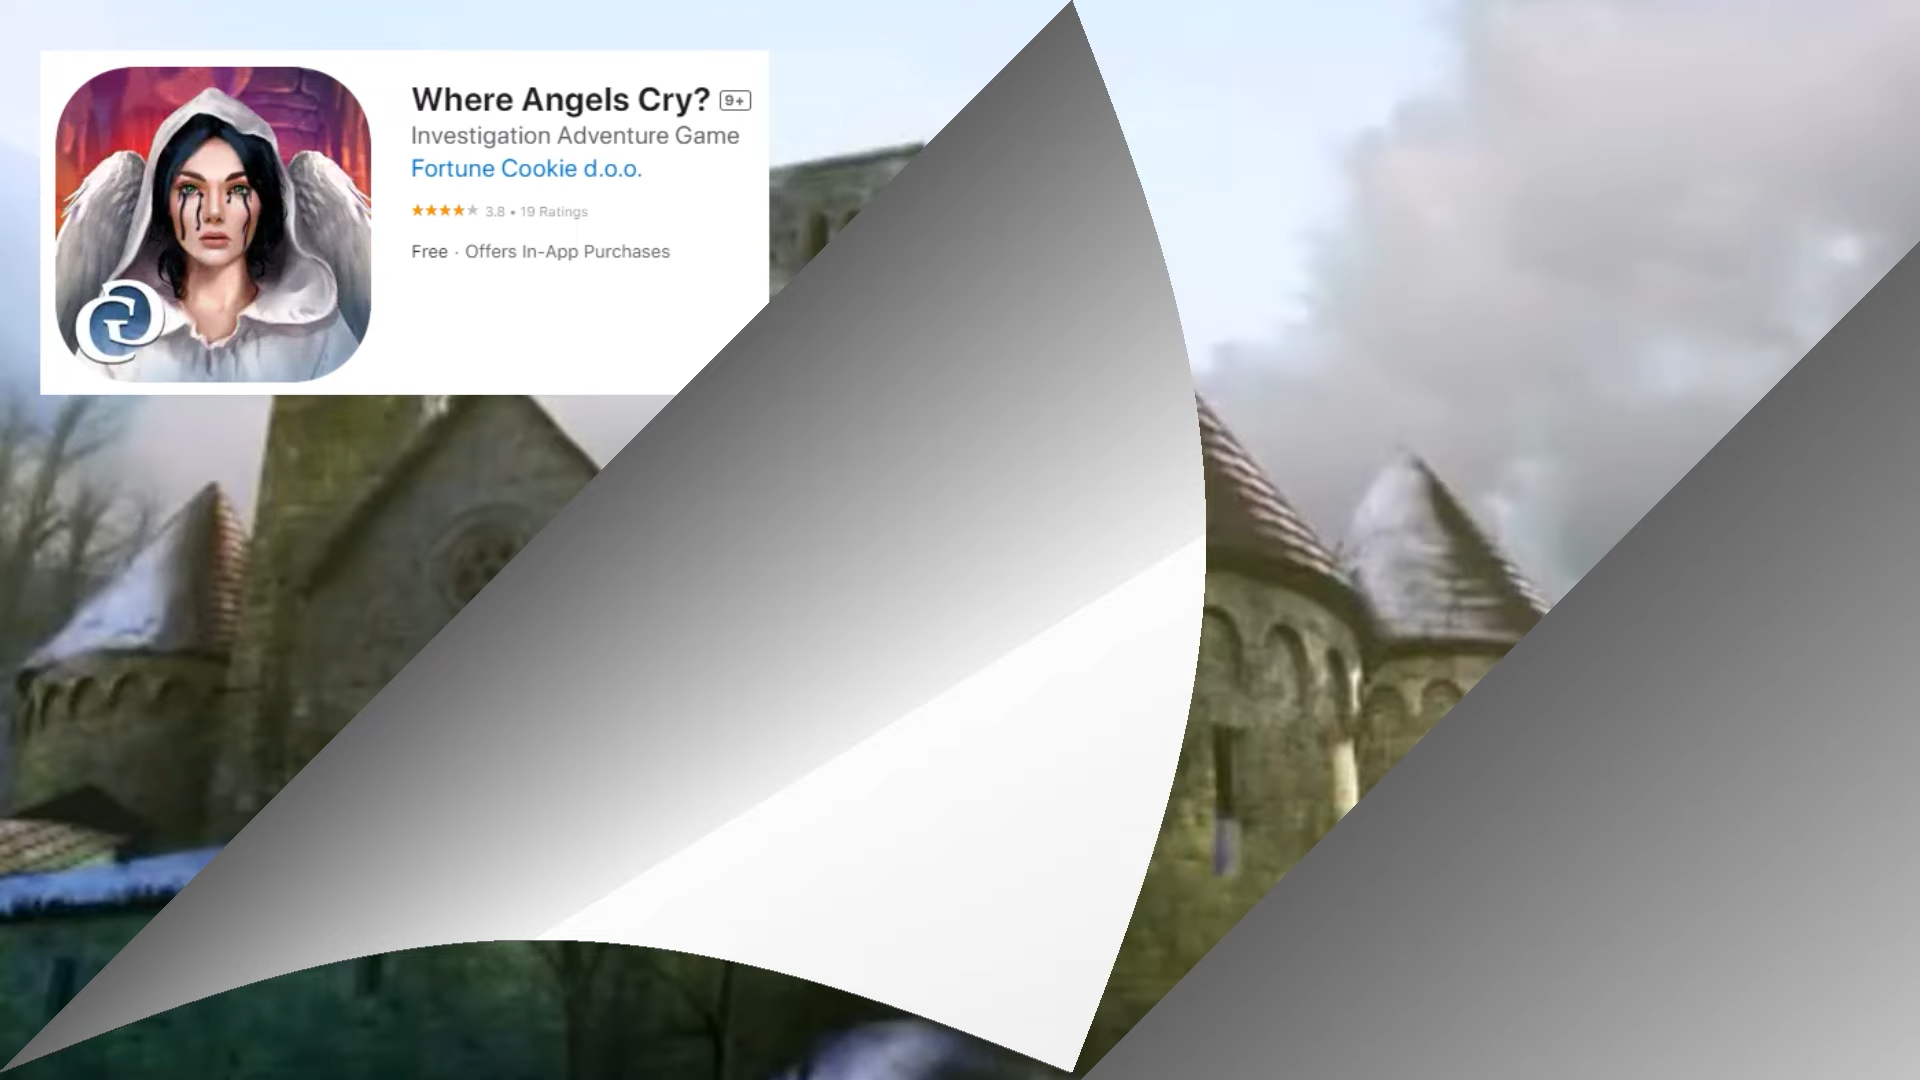 Where Angels Cry? 9+
Investigation Adventure Game
Fortune Cookie d.o.o.
★★★★★ 3.8 • 19 Ratings
Free · Offers In-App Purchases